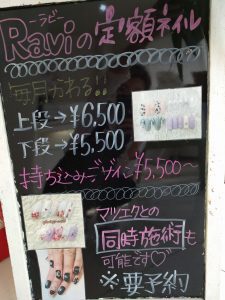 ーラビー
Raviの定額ネイル
毎月かわる!!
上段→¥6,500
下段→¥5,500
持ち込みデザイン¥5,500〜
マツエクとの
同時施術も
可能です♡
※要予約